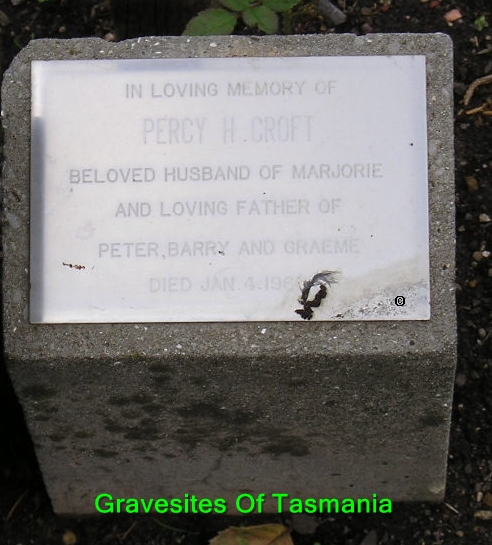 IN LOVING MEMORY OF
PERCY H. CROFT
BELOVED HUSBAND OF MARJORIE
AND LOVING FATHER OF
PETER, BARRY AND GRAEME
DIED JAN. 4.
Gravesites Of Tasmania